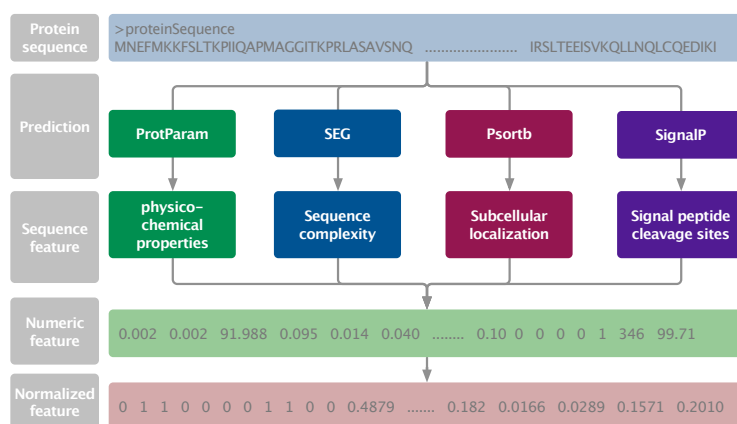 Protein
sequence
>proteinSequence
MNEFMKKFSLTKPIIQAPMAGGITKPRLASAVSNQ ........................ IRSLTEEISVKQLLNQLCQEDIKI
Prediction
ProtParam
SEG
Psortb
SignalP
Sequence
feature
physico-
chemical
properties
Sequence
complexity
Subcellular
localization
Signal peptide
cleavage sites
Numeric
feature
0.002 0.002 91.988 0.095 0.014 0.040 ........ 0.10 0 0 0 0 1 346 99.71
Normalized
feature
0 1 1 0 0 0 0 1 1 0 0 0.4879 ....... 0.182 0.0166 0.0289 0.1571 0.2010